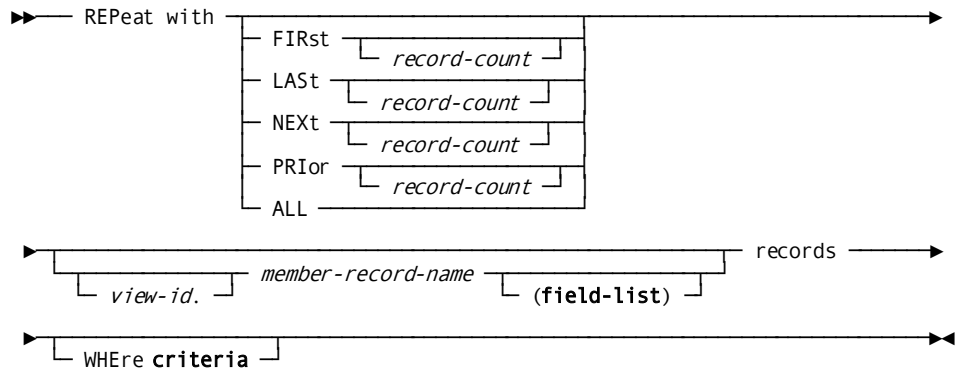 REPeat with
FIRst record-count
LASt record-count
NEXt record-count
PRIor record-count
ALL
view-id. member-record-name (field-list) records
WHEre criteria